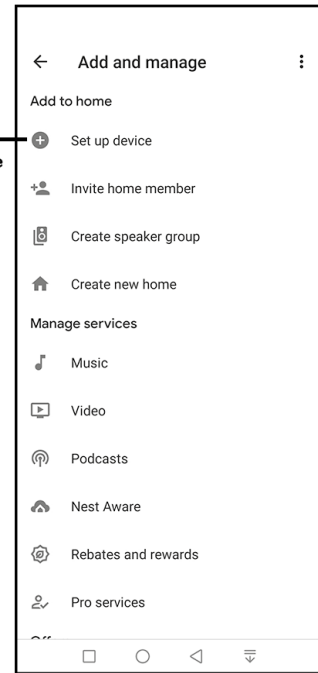 Add and manage
Add to home
Set up device
e
Invite home member
Create speaker group
Create new home
Manage services
Music
Video
Podcasts
Nest Aware
Rebates and rewards
Pro services